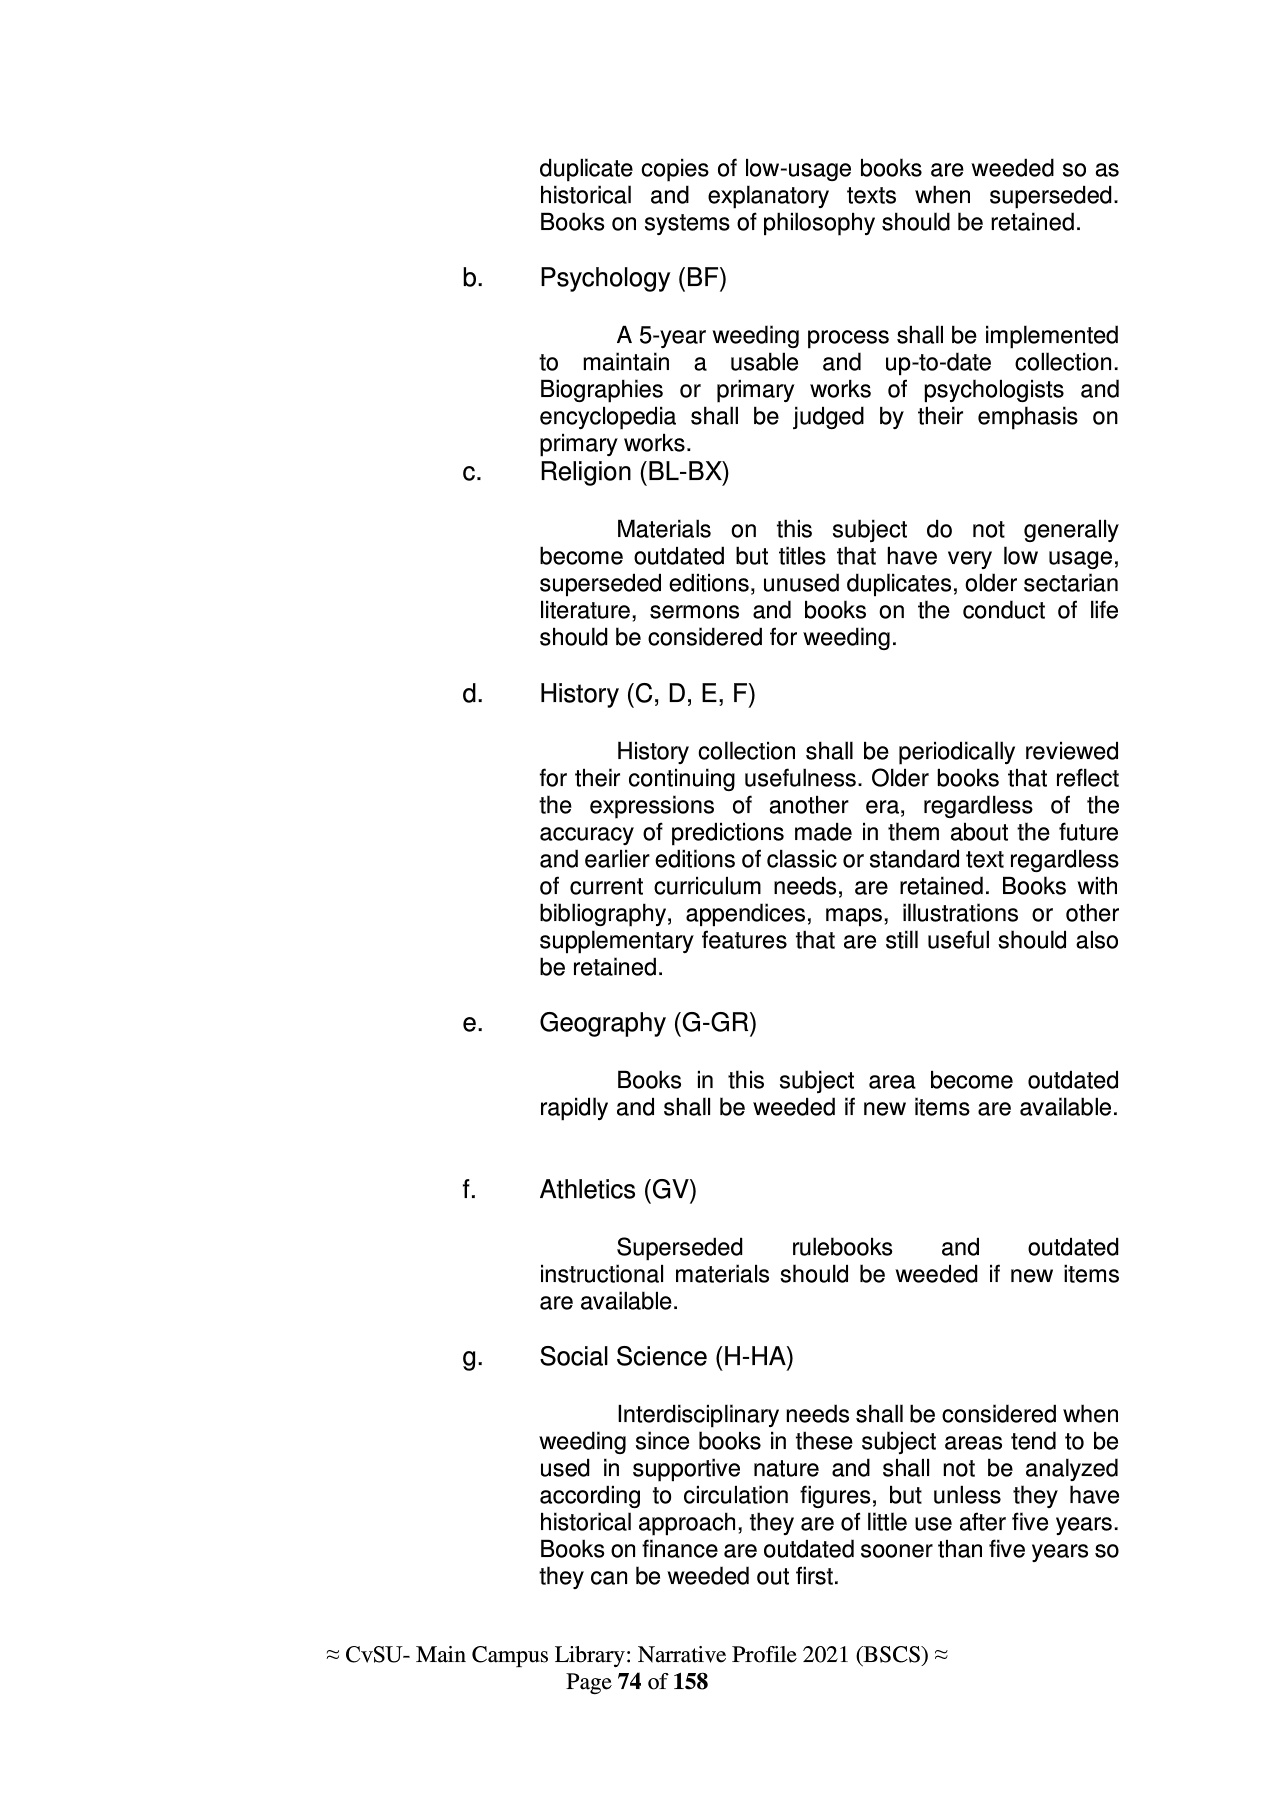 duplicate copies of low-usage books are weeded so as
historical and explanatory texts when superseded.
Books on systems of philosophy should be retained.
b. Psychology (BF)
A 5-year weeding process shall be implemented
to maintain a usable and up-to-date collection.
Biographies or primary works of psychologists and
encyclopedia shall be judged by their emphasis on
primary works.
c. Religion (BL-BX)
Materials on this subject do not generally
become outdated but titles that have very low usage,
superseded editions, unused duplicates, older sectarian
literature, sermons and books on the conduct of life
should be considered for weeding.
d. History (C, D, E, F)
History collection shall be periodically reviewed
for their continuing usefulness. Older books that reflect
the expressions of another era, regardless of the
accuracy of predictions made in them about the future
and earlier editions of classic or standard text regardless
of current curriculum needs, are retained. Books with
bibliography, appendices, maps, illustrations or other
supplementary features that are still useful should also
be retained.
e. Geography (G-GR)
Books in this subject area become outdated
rapidly and shall be weeded if new items are available.
f. Athletics (GV)
Superseded rulebooks and outdated
instructional materials should be weeded if new items
are available.
g. Social Science (H-HA)
Interdisciplinary needs shall be considered when
weeding since books in these subject areas tend to be
used in supportive nature and shall not be analyzed
according to circulation figures, but unless they have
historical approach, they are of little use after five years.
Books on finance are outdated sooner than five years so
they can be weeded out first.
≈ CvSU- Main Campus Library: Narrative Profile 2021 (BSCS) ≈
Page 74 of 158